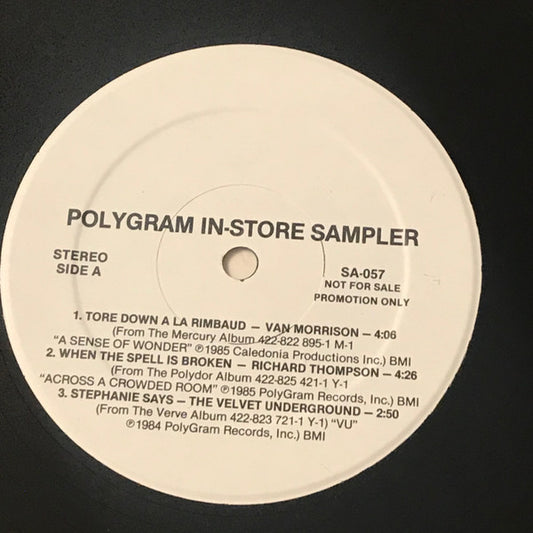 POLYGRAM IN-STORE SAMPLER
STEREO
SIDE A
SA-057
NOT FOR SALE
PROMOTION ONLY
1. TORE DOWN A LA RIMBAUD – VAN MORRISON – 4:06
(From The Mercury Album 422-822 895-1 M-1
"A SENSE OF WONDER" ℗1985 Caledonia Productions Inc.) BMI
2. WHEN THE SPELL IS BROKEN – RICHARD THOMPSON – 4:26
(From The Polydor Album 422-825 421-1 Y-1
"ACROSS A CROWDED ROOM" ℗1985 PolyGram Records, Inc.) BMI
3. STEPHANIE SAYS – THE VELVET UNDERGROUND – 2:50
(From The Verve Album 422-823 721-1 Y-1) "VU"
℗1984 PolyGram Records, Inc.) BMI